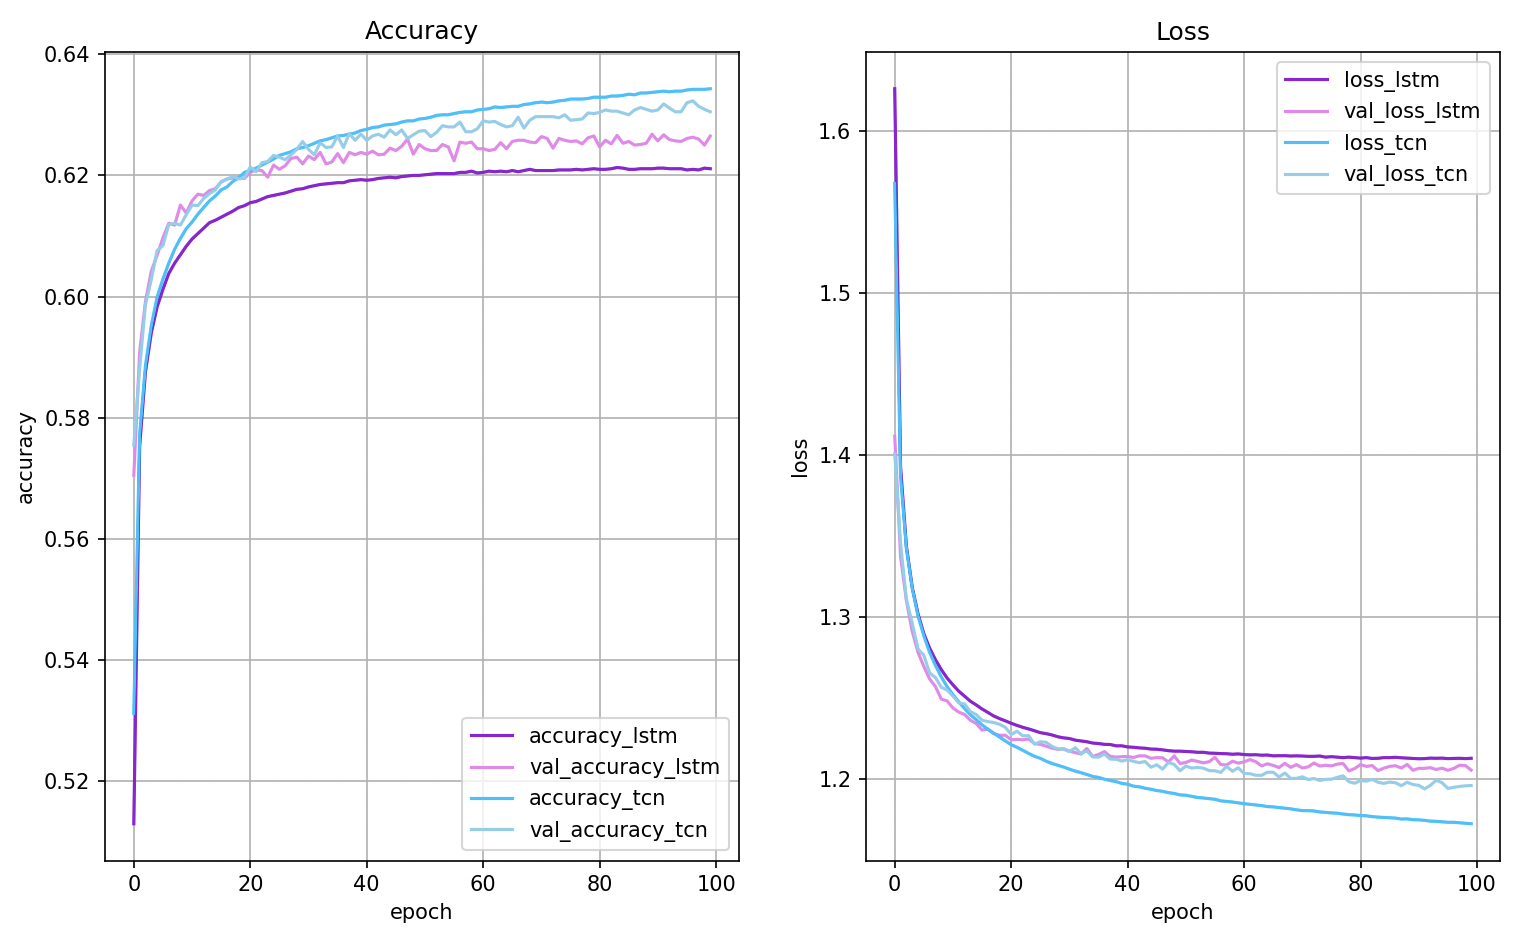 Accuracy
0.64
0.62
0.60
0.58
0.56
0.54
0.52
accuracy
0 20 40 60 80 100
epoch
accuracy_lstm
val_accuracy_lstm
accuracy_tcn
val_accuracy_tcn
Loss
1.6
1.5
1.4
1.3
1.2
loss
0 20 40 60 80 100
epoch
loss_lstm
val_loss_lstm
loss_tcn
val_loss_tcn